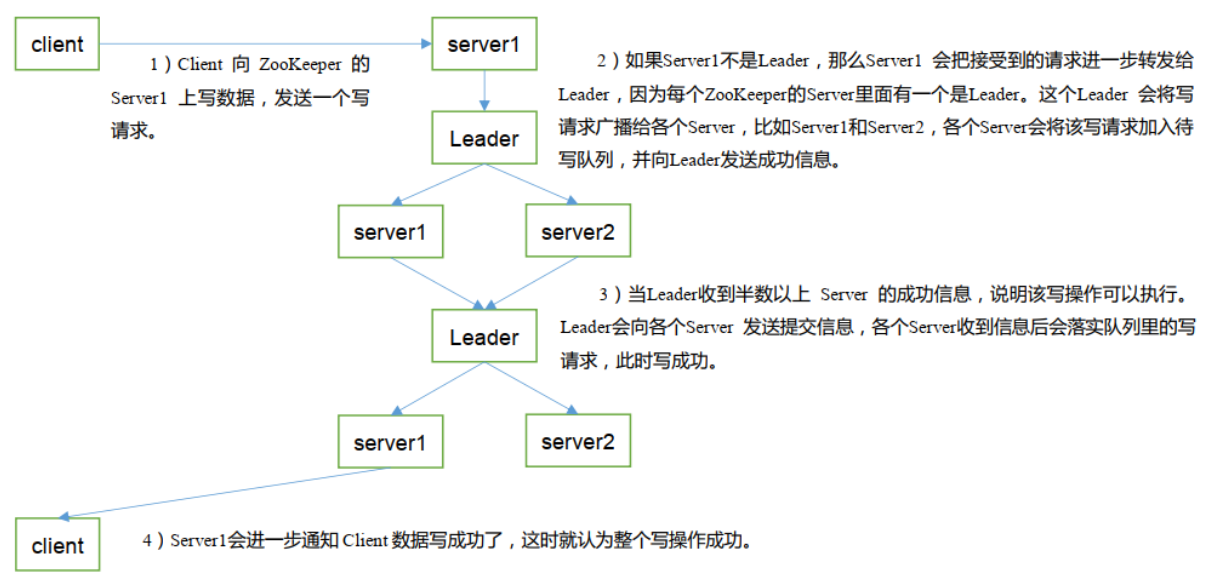 client
server1
1）Client 向 ZooKeeper 的
Server1 上写数据，发送一个写
请求。
2）如果Server1不是Leader，那么Server1 会把接受到的请求进一步转发给
Leader，因为每个ZooKeeper的Server里面有一个是Leader。这个Leader 会将写
请求广播给各个Server，比如Server1和Server2，各个Server会将该写请求加入待
写队列，并向Leader发送成功信息。
Leader
server1
server2
3）当Leader收到半数以上 Server 的成功信息，说明该写操作可以执行。
Leader会向各个Server 发送提交信息，各个Server收到信息后会落实队列里的写
请求，此时写成功。
Leader
server1
server2
client
4）Server1会进一步通知 Client 数据写成功了，这时就认为整个写操作成功。